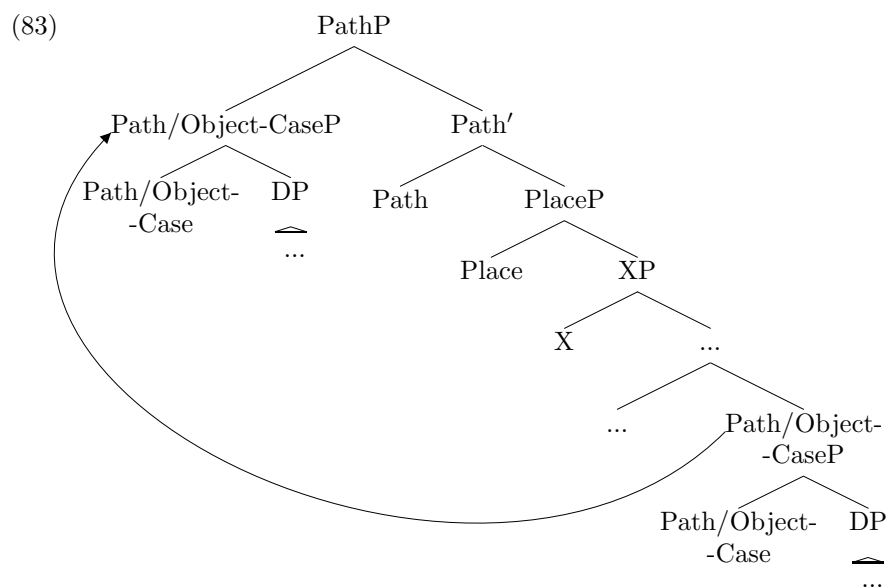 (83) PathP
Path/Object-CaseP Path′
Path/Object- DP Path PlaceP
-Case
... Place XP
X ...
... Path/Object-
-CaseP
Path/Object- DP
-Case
...